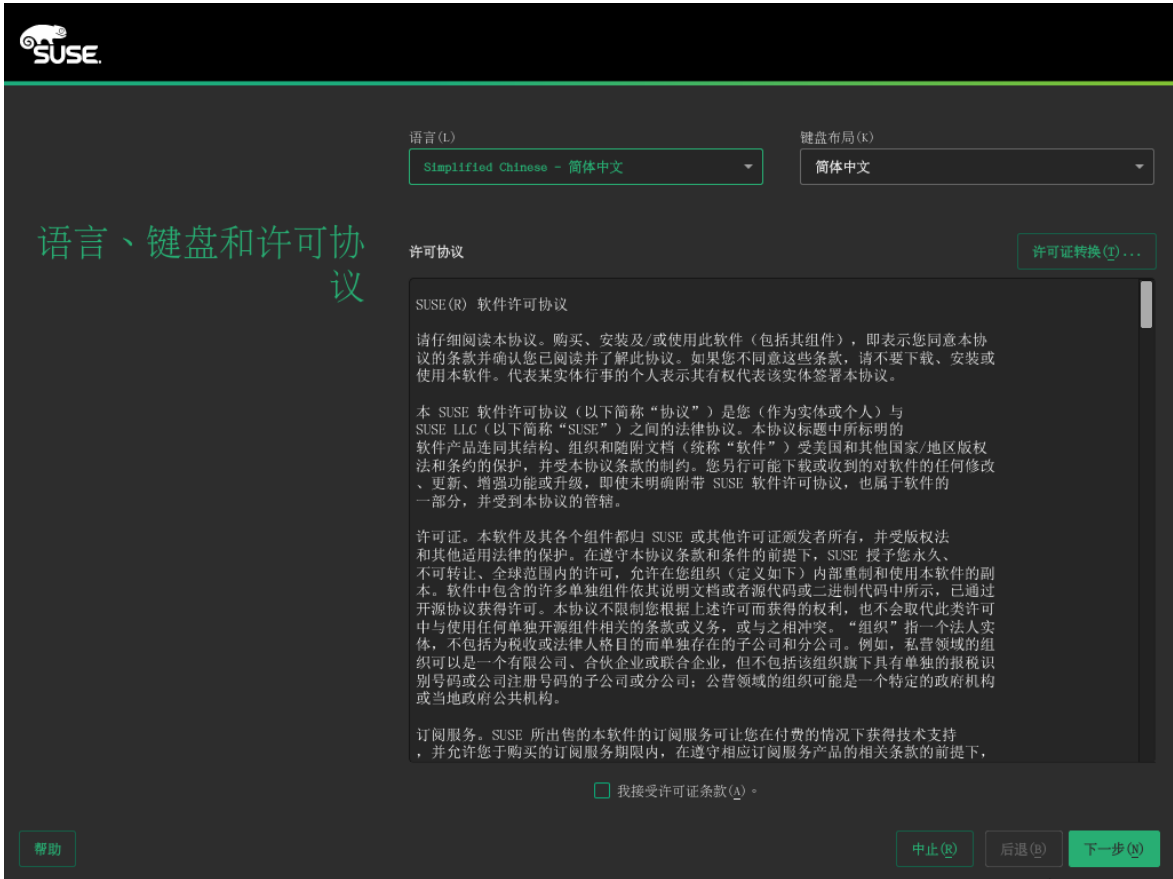 SUSE.
语言(L)
键盘布局(K)
Simplified Chinese - 简体中文
简体中文
语言、键盘和许可协
议
许可协议
许可证转换(T)...
SUSE(R) 软件许可协议
请仔细阅读本协议。购买、安装及/或使用此软件（包括其组件），即表示您同意本协
议的条款并确认您已阅读并了解此协议。如果您不同意这些条款，请不要下载、安装或
使用本软件。代表某实体行事的个人表示其有权代表该实体签署本协议。
本 SUSE 软件许可协议（以下简称“协议”）是您（作为实体或个人）与
SUSE LLC（以下简称“SUSE”）之间的法律协议。本协议标题中所标明的
软件产品连同其结构、组织和随附文档（统称“软件”）受美国和其他国家/地区版权
法和条约的保护，并受本协议条款的制约。您另行可能下载或收到的对软件的任何修改
、更新、增强功能或升级，即使未明确附带 SUSE 软件许可协议，也属于软件的
一部分，并受到本协议的管辖。
许可证。本软件及其各个组件都归 SUSE 或其他许可证颁发者所有，并受版权法
和其他适用法律的保护。在遵守本协议条款和条件的前提下，SUSE 授予您永久、
不可转让、全球范围内的许可，允许在您组织（定义如下）内部重制和使用本软件的副
本。软件中包含的许多单独组件依其说明文档或者源代码或二进制代码中所示，已通过
开源协议获得许可。本协议不限制您根据上述许可而获得的权利，也不会取代此类许可
中与使用任何单独开源组件相关的条款或义务，或与之相冲突。“组织”指一个法人实
体，不包括为税收或法律人格目的而单独存在的子公司和分公司。例如，私营领域的组
织可以是一个有限公司、合伙企业或联合企业，但不包括该组织旗下具有单独的报税识
别号码或公司注册号码的子公司或分公司；公营领域的组织可能是一个特定的政府机构
或当地政府公共机构。
订阅服务。SUSE 所出售的本软件的订阅服务可让您在付费的情况下获得技术支持
，并允许您于购买的订阅服务期限内，在遵守相应订阅服务产品的相关条款的前提下，
我接受许可证条款(A)。
帮助
中止(R)
后退(B)
下一步(N)